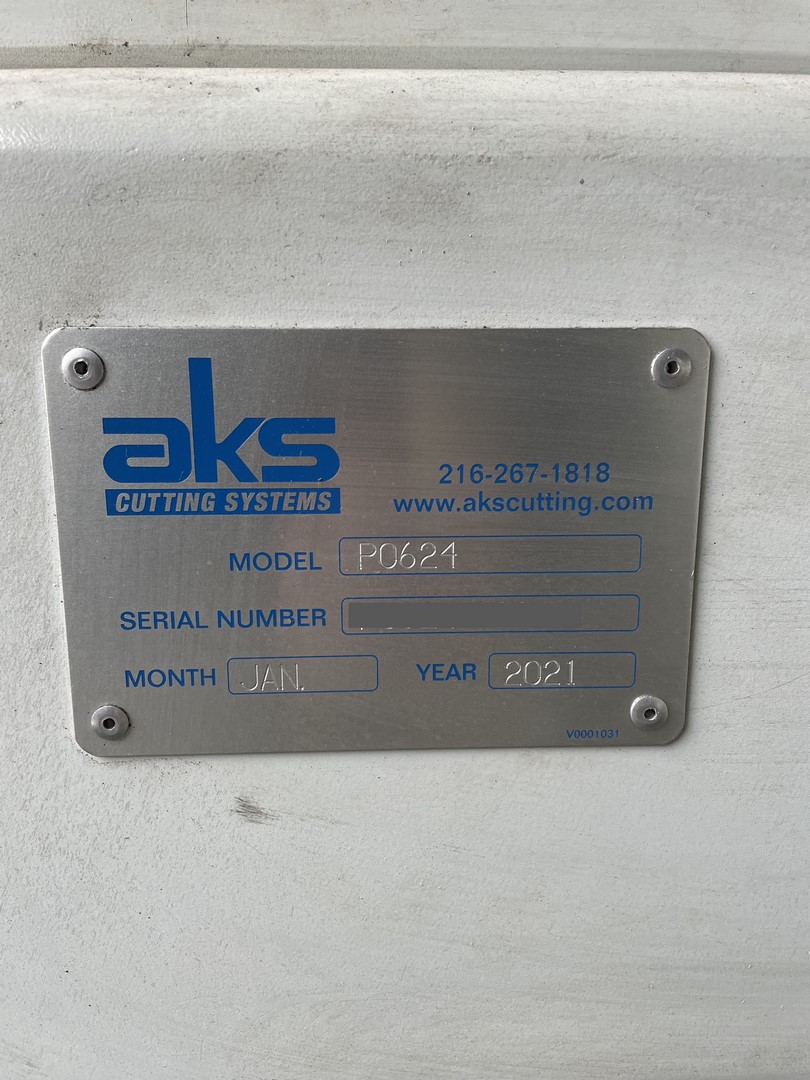 aks
CUTTING SYSTEMS
216-267-1818
www.akscutting.com
MODEL P0624
SERIAL NUMBER
MONTH JAN. YEAR 2021
V0001031